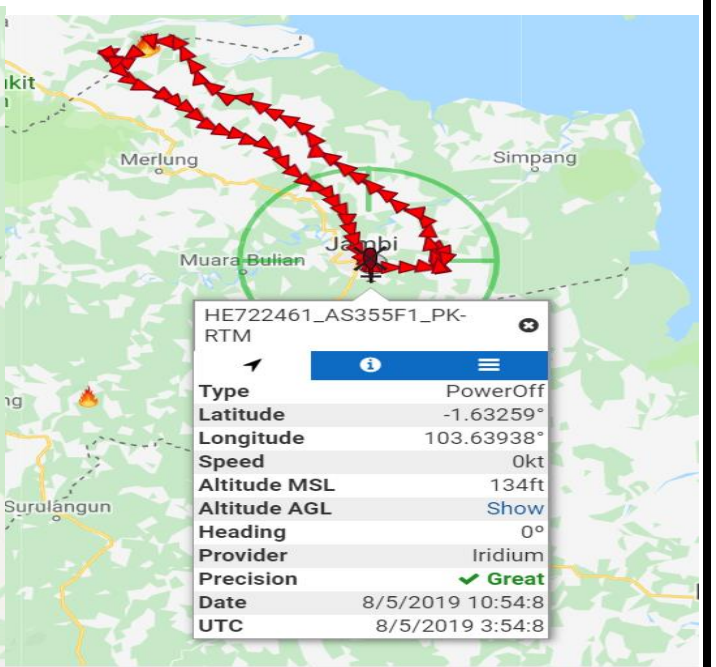 ukit
Merlung
Simpang
Jambi
Muara Bulian
HE722461_AS355F1_PK-
RTM
Type PowerOff
Latitude -1.63259°
Longitude 103.63938°
Speed 0kt
Altitude MSL 134ft
Altitude AGL Show
Heading 0°
Provider Iridium
Precision ✔ Great
Date 8/5/2019 10:54:8
UTC 8/5/2019 3:54:8
ng
Surulangun